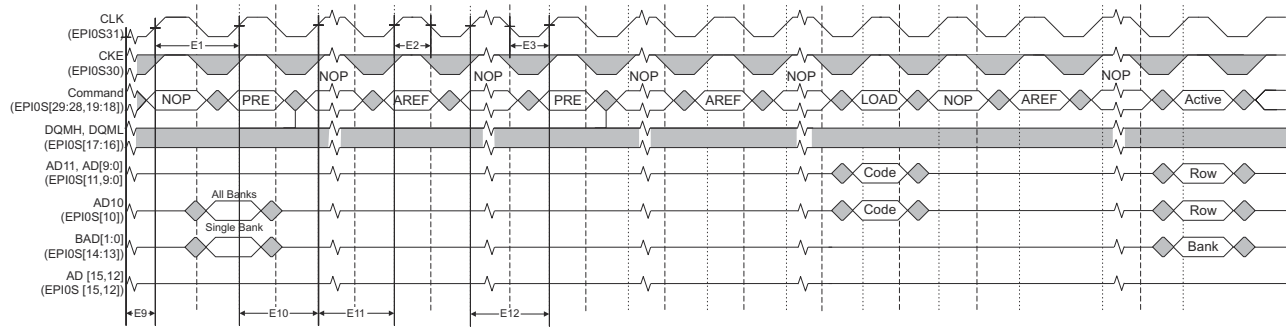 CLK
(EPI0S31)
E1
E2
E3
CKE
(EPI0S30)
NOP
NOP
NOP
NOP
NOP
Command
(EPI0S[29:28,19:18])
NOP
PRE
AREF
PRE
AREF
LOAD
NOP
AREF
Active
DQMH, DQML
(EPI0S[17:16])
AD11, AD[9:0]
(EPI0S[11,9:0]
Code
Row
All Banks
AD10
(EPI0S[10])
Code
Row
Single Bank
BAD[1:0]
(EPI0S[14:13])
Bank
AD [15,12]
(EPI0S [15,12])
E9
E10
E11
E12